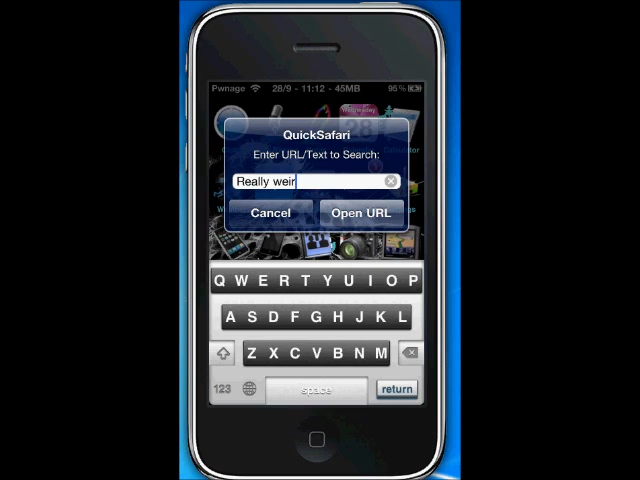 Pwnage 28/9 - 11:12 - 45MB 95%
28
QuickSafari
Enter URL/Text to Search:
Really weir
Cancel Open URL
Q W E R T Y U I O P
A S D F G H J K L
Z X C V B N M
123 space return